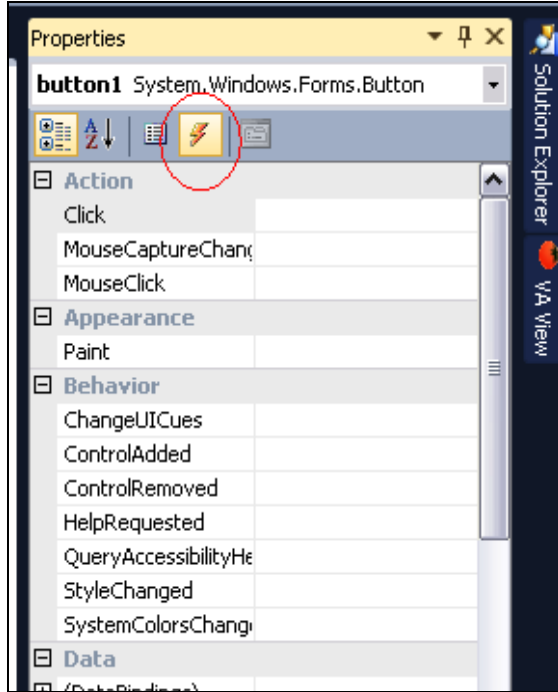 Properties
button1 System.Windows.Forms.Button
Action
Click
MouseCaptureChang
MouseClick
Appearance
Paint
Behavior
ChangeUICues
ControlAdded
ControlRemoved
HelpRequested
QueryAccessibilityHe
StyleChanged
SystemColorsChang
Data
(DataBindings)
Solution Explorer
VA View